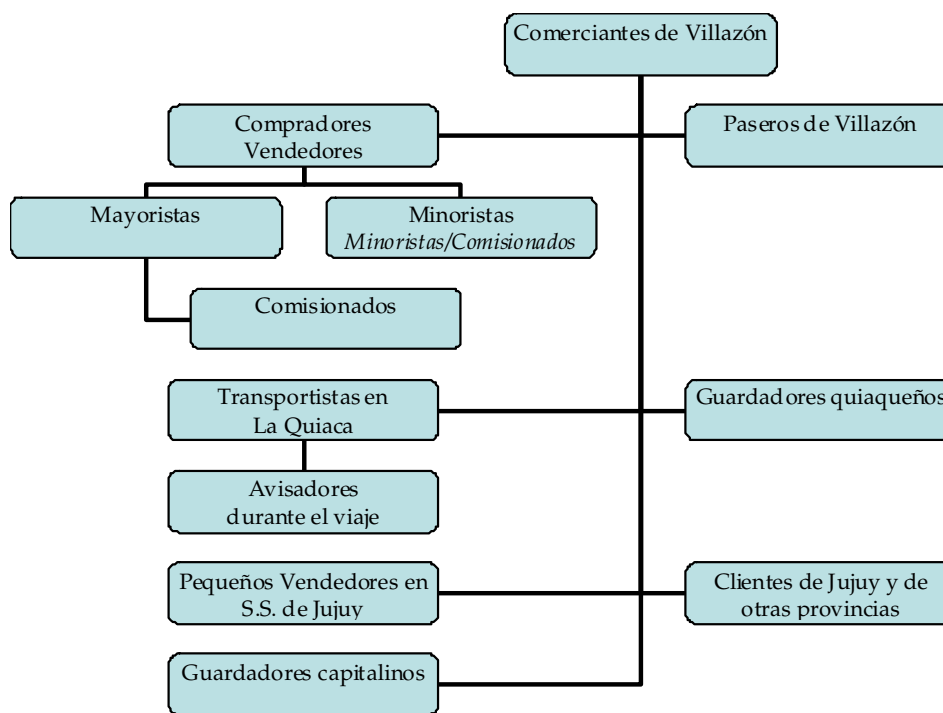 Comerciantes de Villazón
Compradores
Vendedores
Paseros de Villazón
Mayoristas
Minoristas
Minoristas/Comisionados
Comisionados
Transportistas en
La Quiaca
Guardadores quiaqueños
Avisadores
durante el viaje
Pequeños Vendedores en
S.S. de Jujuy
Clientes de Jujuy y de
otras provincias
Guardadores capitalinos